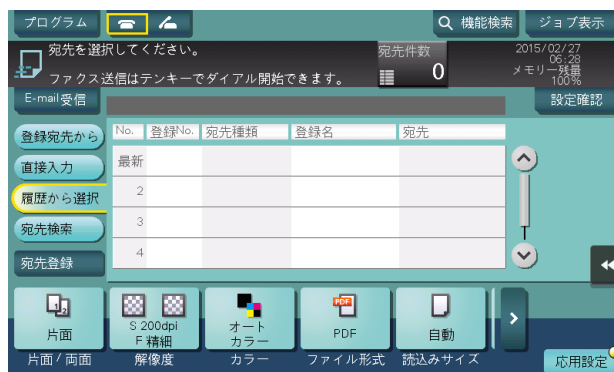 プログラム
機能検索
ジョブ表示
宛先を選択してください。
ファクス送信はテンキーでダイアル開始できます。
宛先件数
0
2015/02/27
06:28
メモリー残量
100%
E-mail受信
設定確認
登録宛先から
直接入力
履歴から選択
宛先検索
宛先登録
No. 登録No. 宛先種類 登録名 宛先
最新
2
3
4
片面
S 200dpi
F 精細
オート
カラー
PDF
PDF
自動
片面 / 両面
解像度
カラー
ファイル形式
読込みサイズ
応用設定